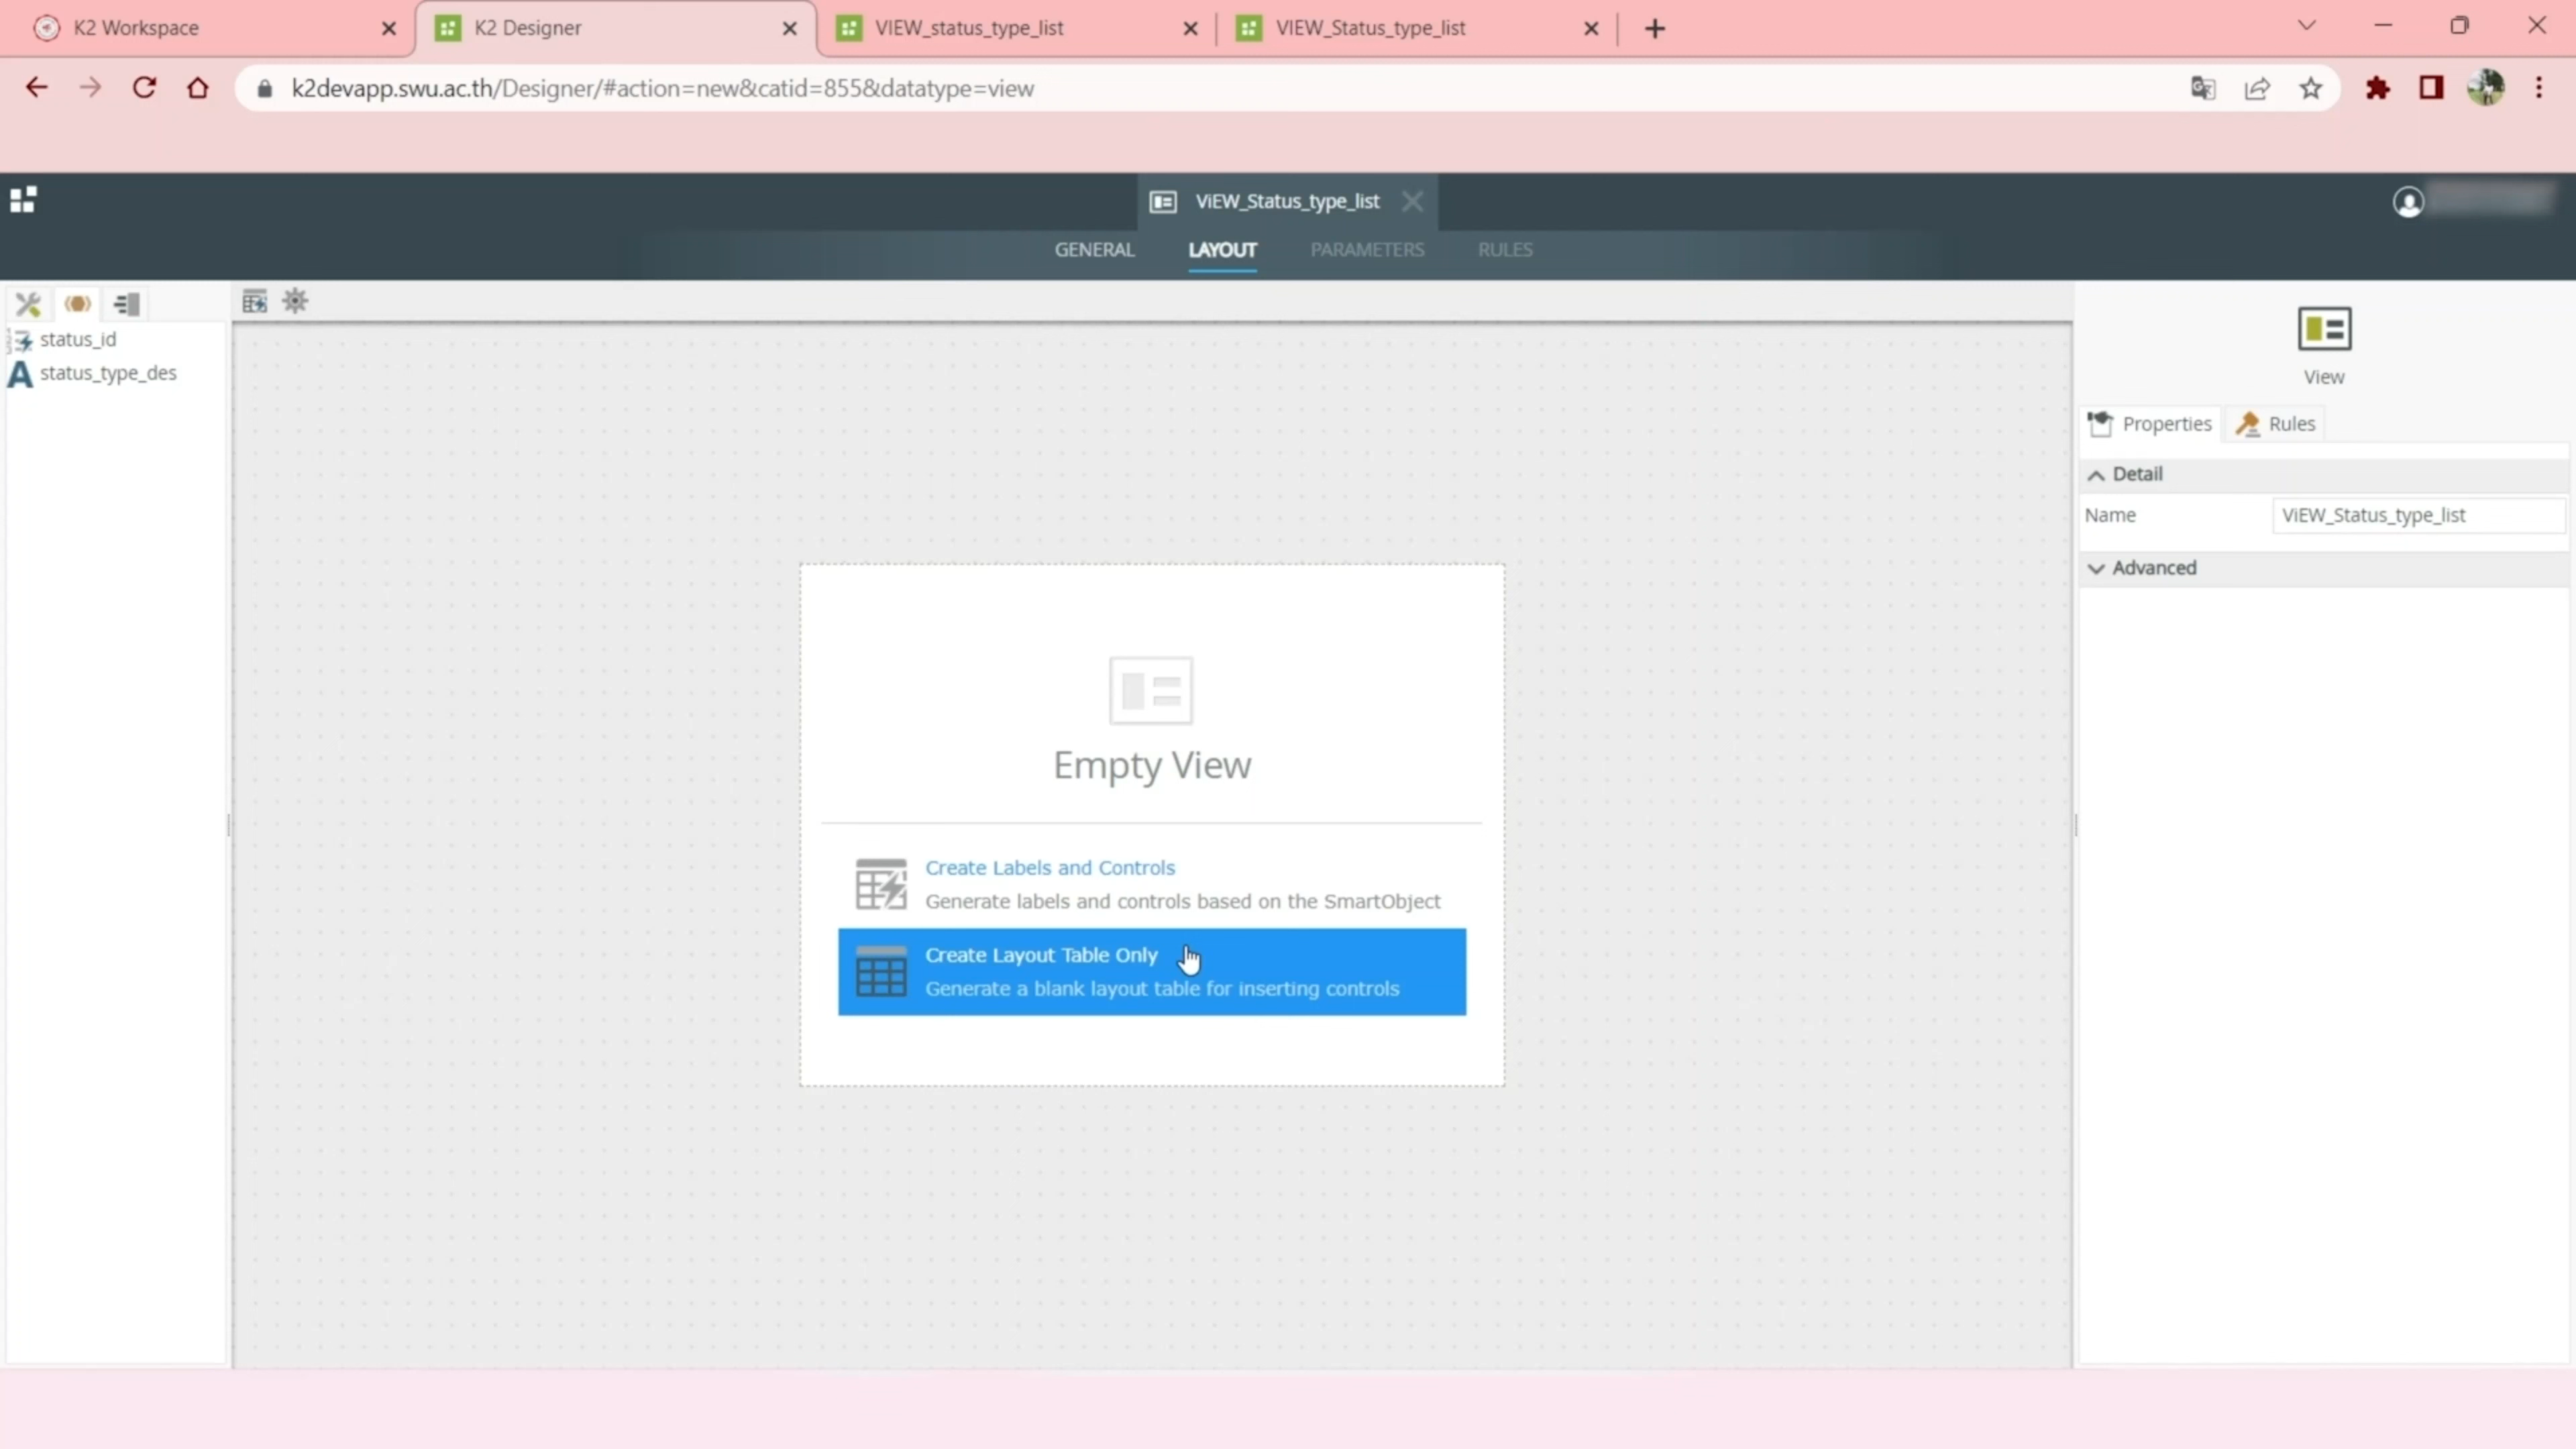 K2 Workspace
K2 Designer
VIEW_status_type_list
VIEW_Status_type_list
k2devapp.swu.ac.th/Designer/#action=new&catid=855&datatype=view
ViEW_Status_type_list
GENERAL LAYOUT PARAMETERS RULES
status_id
A status_type_des
View
Properties Rules
Detail
Name ViEW_Status_type_list
Advanced
Empty View
Create Labels and Controls
Generate labels and controls based on the SmartObject
Create Layout Table Only
Generate a blank layout table for inserting controls